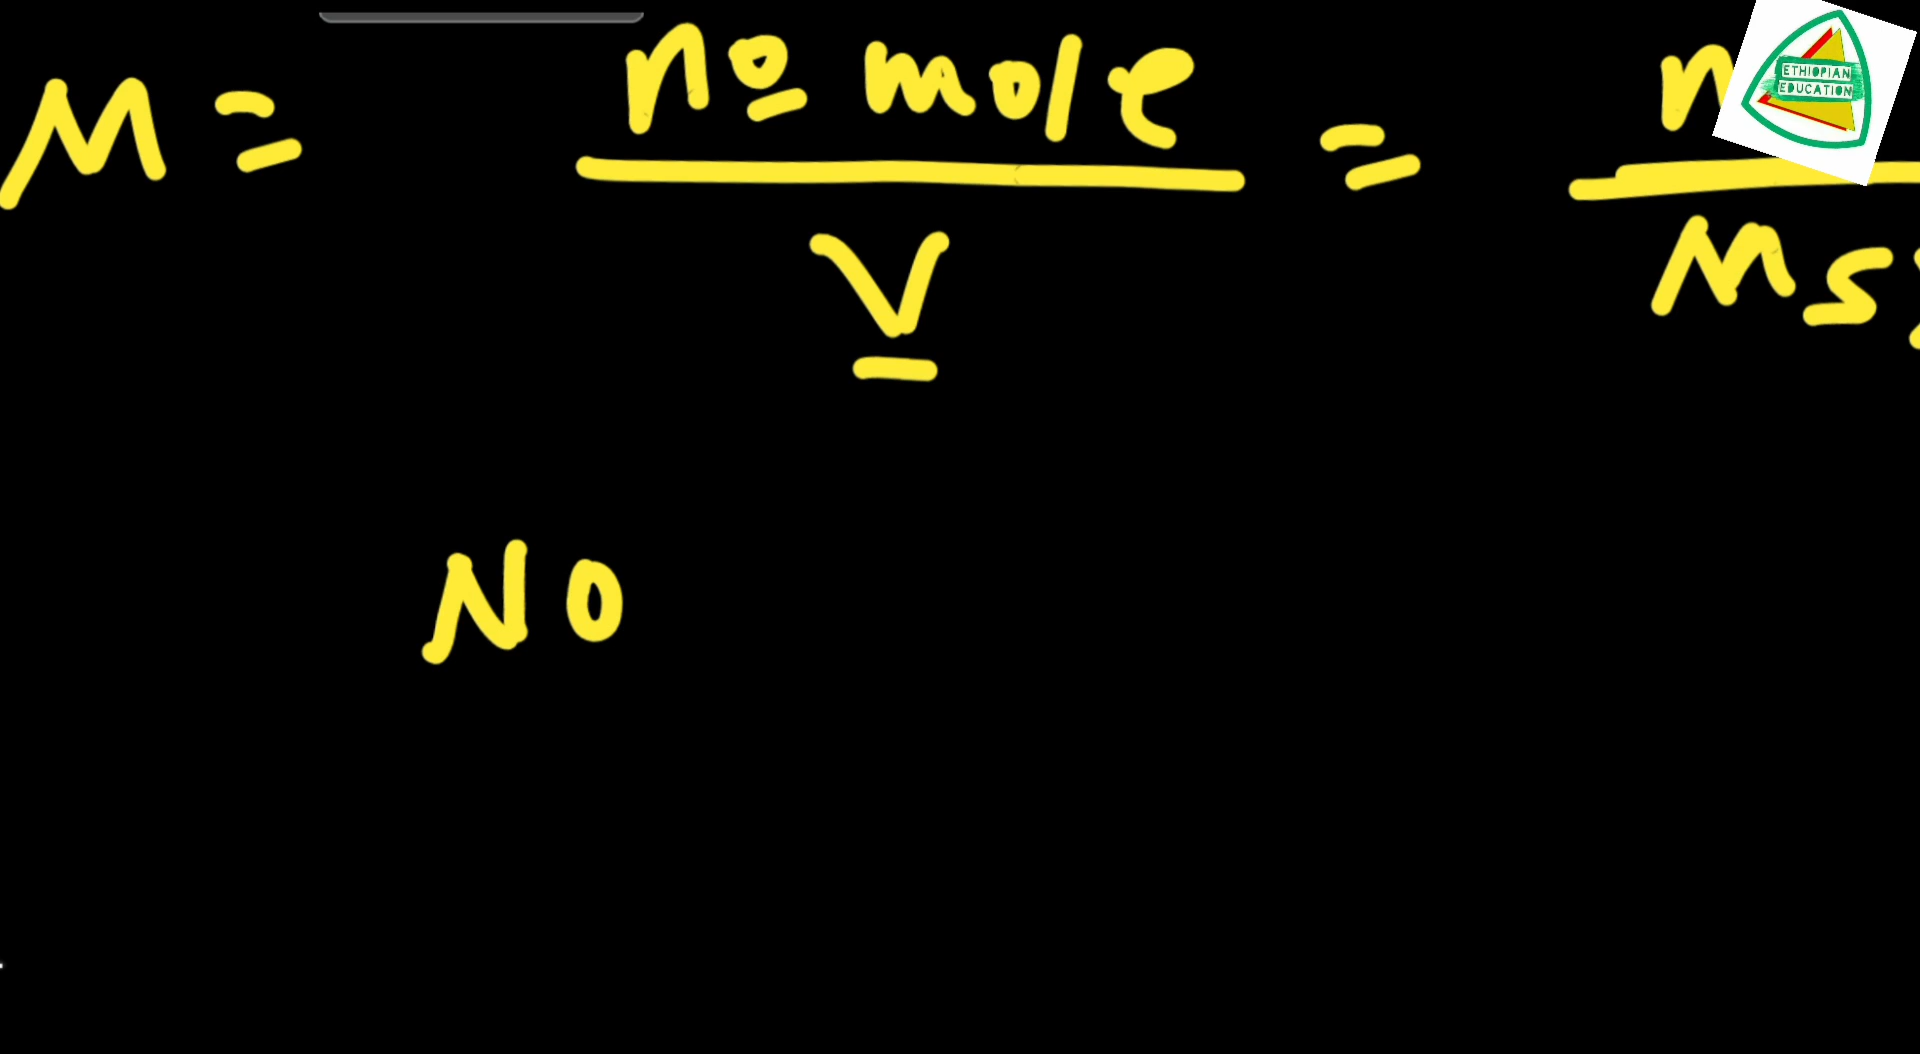 M = nº mole =
V
Ms
NO
ETHIOPIAN
EDUCATION